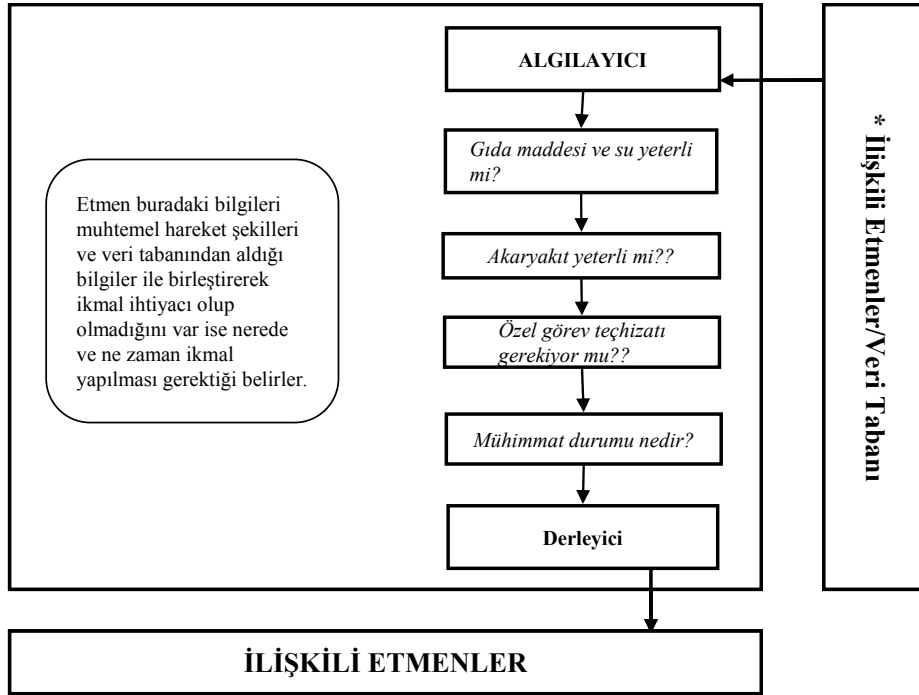 ALGILAYICI
Gıda maddesi ve su yeterli
mi?
Etmen buradaki bilgileri
muhtemel hareket şekilleri
ve veri tabanından aldığı
bilgiler ile birleştirerek
ikmal ihtiyacı olup
olmadığını var ise nerede
ve ne zaman ikmal
yapılması gerektiği belirler.
Akaryakıt yeterli mi??
Özel görev teçhizatı
gerekiyor mu??
Mühimmat durumu nedir?
Derleyici
* İlişkili Etmenler/Veri Tabanı
İLİŞKİLİ ETMENLER